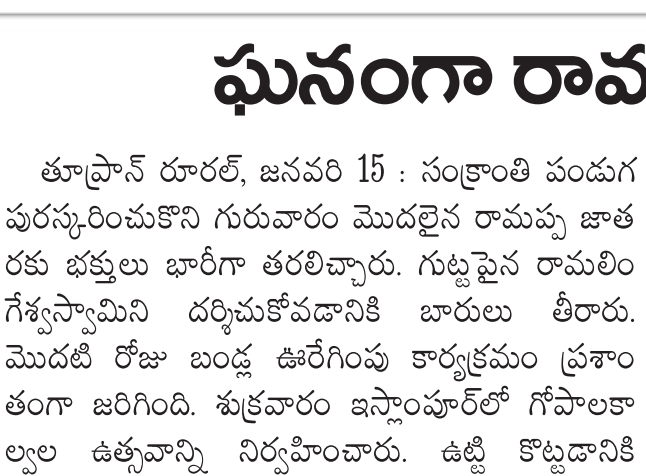 ఘనంగా రావ
తూప్రాన్ రూరల్, జనవరి 15 : సంక్రాంతి పండుగ
పురస్కరించుకొని గురువారం మొదలైన రామప్ప జాత
రకు భక్తులు భారీగా తరలిచ్చారు. గుట్టపైన రామలిం
గేశ్వస్వామిని దర్శిచుకోవడానికి బారులు తీరారు.
మొదటి రోజు బండ్ల ఊరేగింపు కార్యక్రమం ప్రశాం
తంగా జరిగింది. శుక్రవారం ఇస్లాంపూర్‌లో గోపాలకా
ల్వల ఉత్సవాన్ని నిర్వహించారు. ఉట్టి కొట్టడానికి